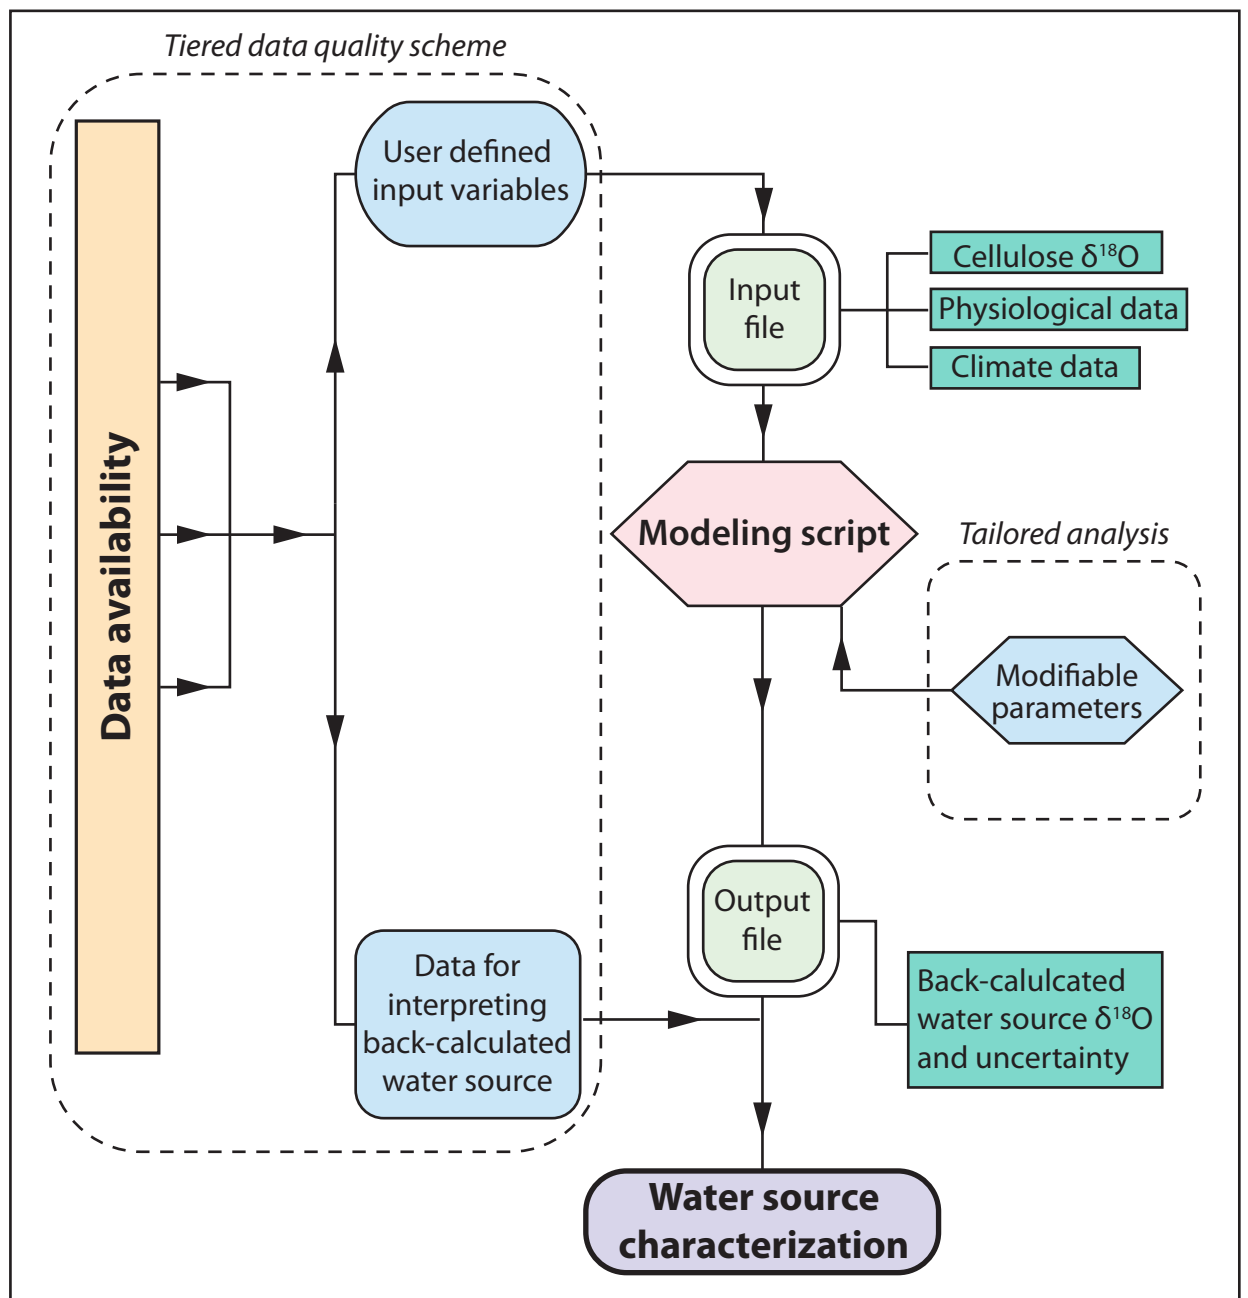 Tiered data quality scheme
Data availability
User defined
input variables
Input
file
Cellulose δ¹⁸O
Physiological data
Climate data
Modeling script
Tailored analysis
Modifiable
parameters
Output
file
Data for
interpreting
back-calculated
water source
Back-calulcated
water source δ¹⁸O
and uncertainty
Water source
characterization